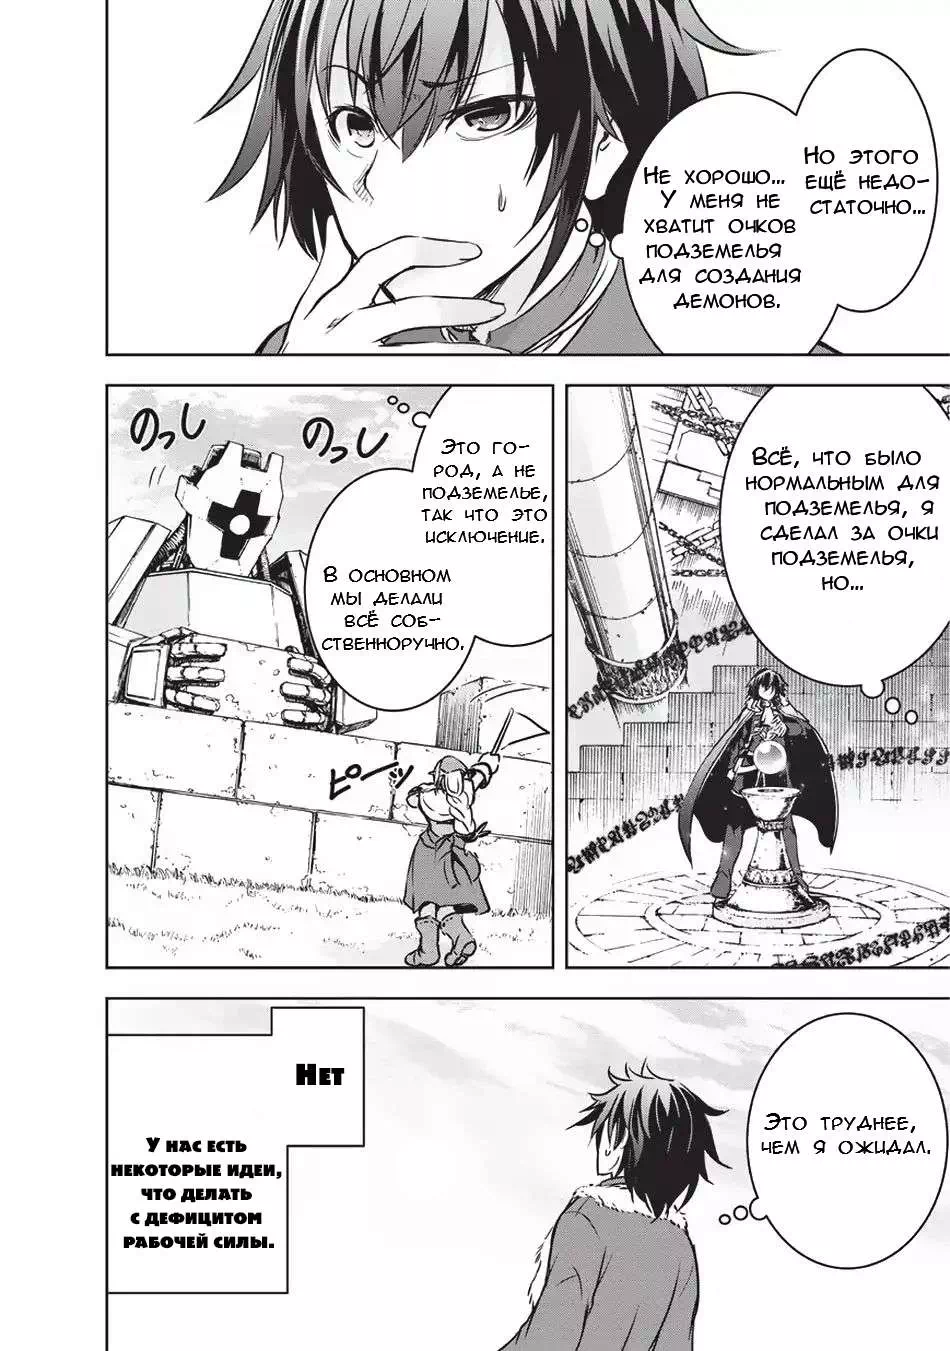 Но этого
ещё недо-
статочно...
Не хорошо...
У меня не
хватит очков
подземелья
для создания
демонов.
Всё, что было
нормальным для
подземелья, я
сделал за очки
подземелья,
но...
Это го-
род, а не
подземелье,
так что это
исключение.
В основном
мы делали
всё соб-
ственноручно.
のっし
のっし
ピーッ
Это труднее,
чем я ожидал.
Нет
У нас есть
некоторые идеи,
что делать
с дефицитом
рабочей силы.